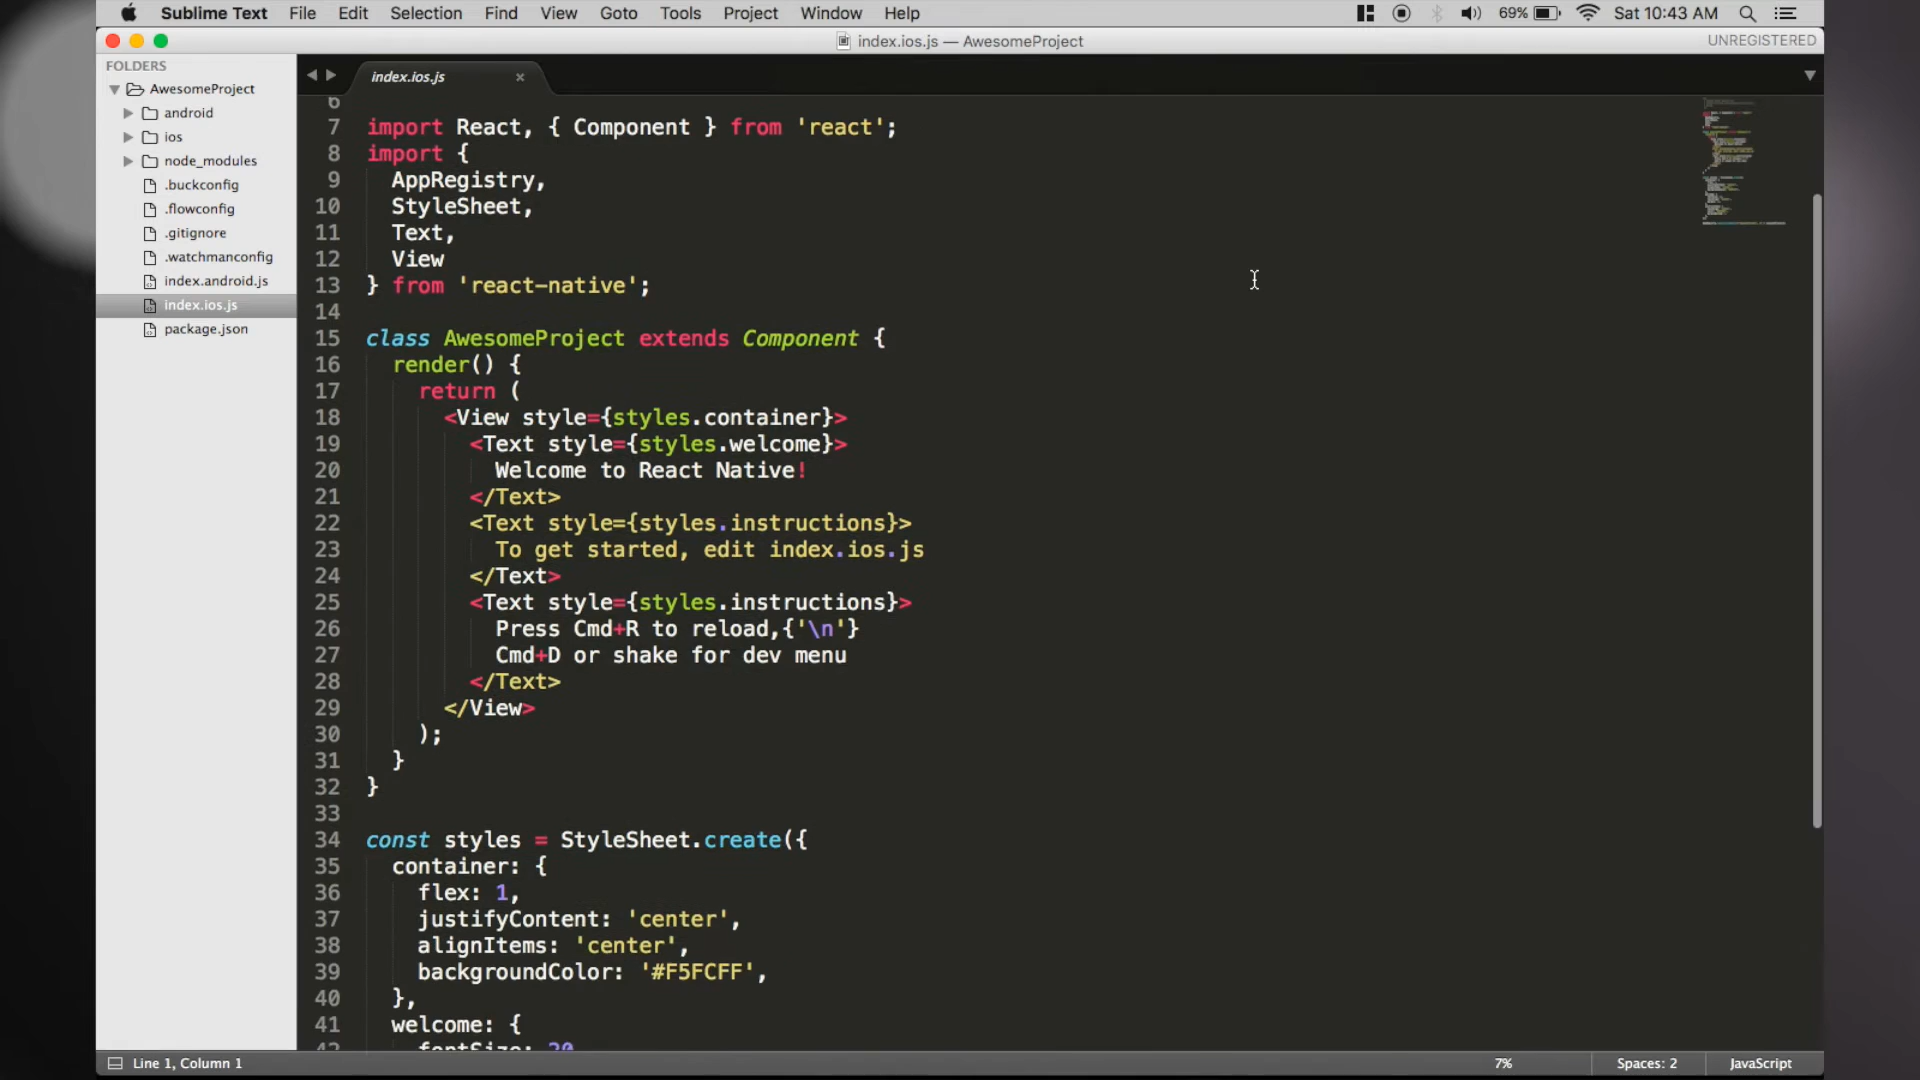 Sublime Text File Edit Selection Find View Goto Tools Project Window Help 69% Sat 10:43 AM
index.ios.js — AwesomeProject UNREGISTERED
FOLDERS
AwesomeProject
android
ios
node_modules
.buckconfig
.flowconfig
.gitignore
.watchmanconfig
index.android.js
index.ios.js
package.json
index.ios.js ×
6
7 import React, { Component } from 'react';
8 import {
9 AppRegistry,
10 StyleSheet,
11 Text,
12 View
13 } from 'react-native';
14
15 class AwesomeProject extends Component {
16 render() {
17 return (
18 <View style={styles.container}>
19 <Text style={styles.welcome}>
20 Welcome to React Native!
21 </Text>
22 <Text style={styles.instructions}>
23 To get started, edit index.ios.js
24 </Text>
25 <Text style={styles.instructions}>
26 Press Cmd+R to reload,{'\n'}
27 Cmd+D or shake for dev menu
28 </Text>
29 </View>
30 );
31 }
32 }
33
34 const styles = StyleSheet.create({
35 container: {
36 flex: 1,
37 justifyContent: 'center',
38 alignItems: 'center',
39 backgroundColor: '#F5FCFF',
40 },
41 welcome: {
42 fontSize: 20
Line 1, Column 1 7% Spaces: 2 JavaScript